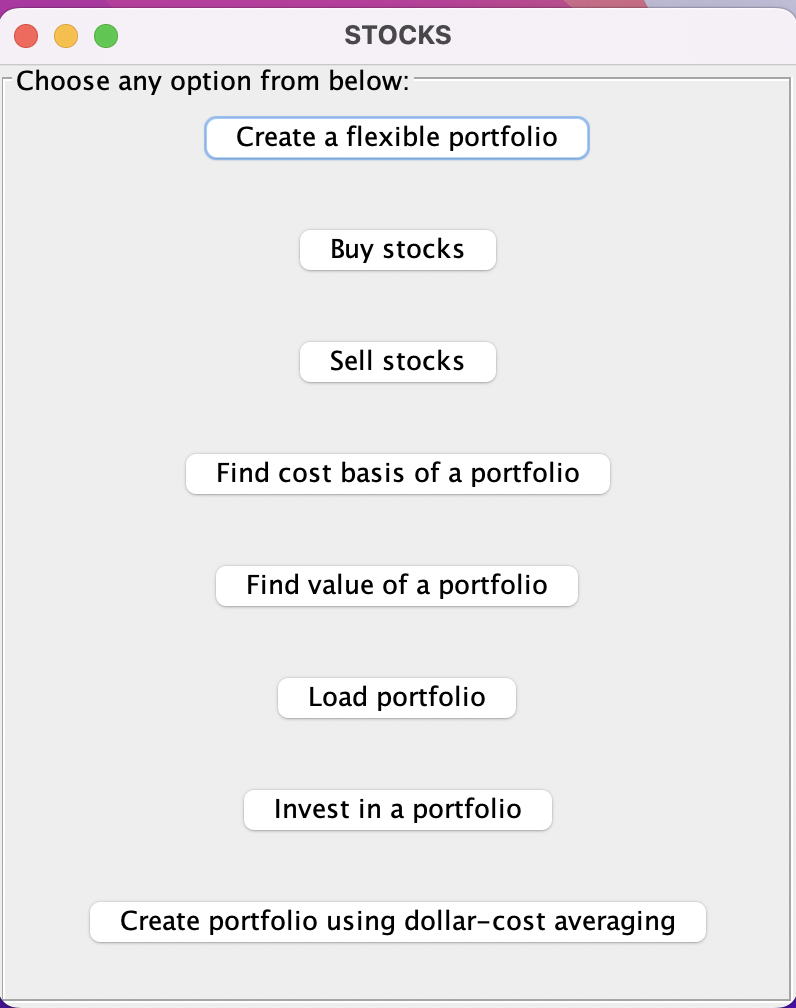 STOCKS
Choose any option from below:
Create a flexible portfolio
Buy stocks
Sell stocks
Find cost basis of a portfolio
Find value of a portfolio
Load portfolio
Invest in a portfolio
Create portfolio using dollar-cost averaging